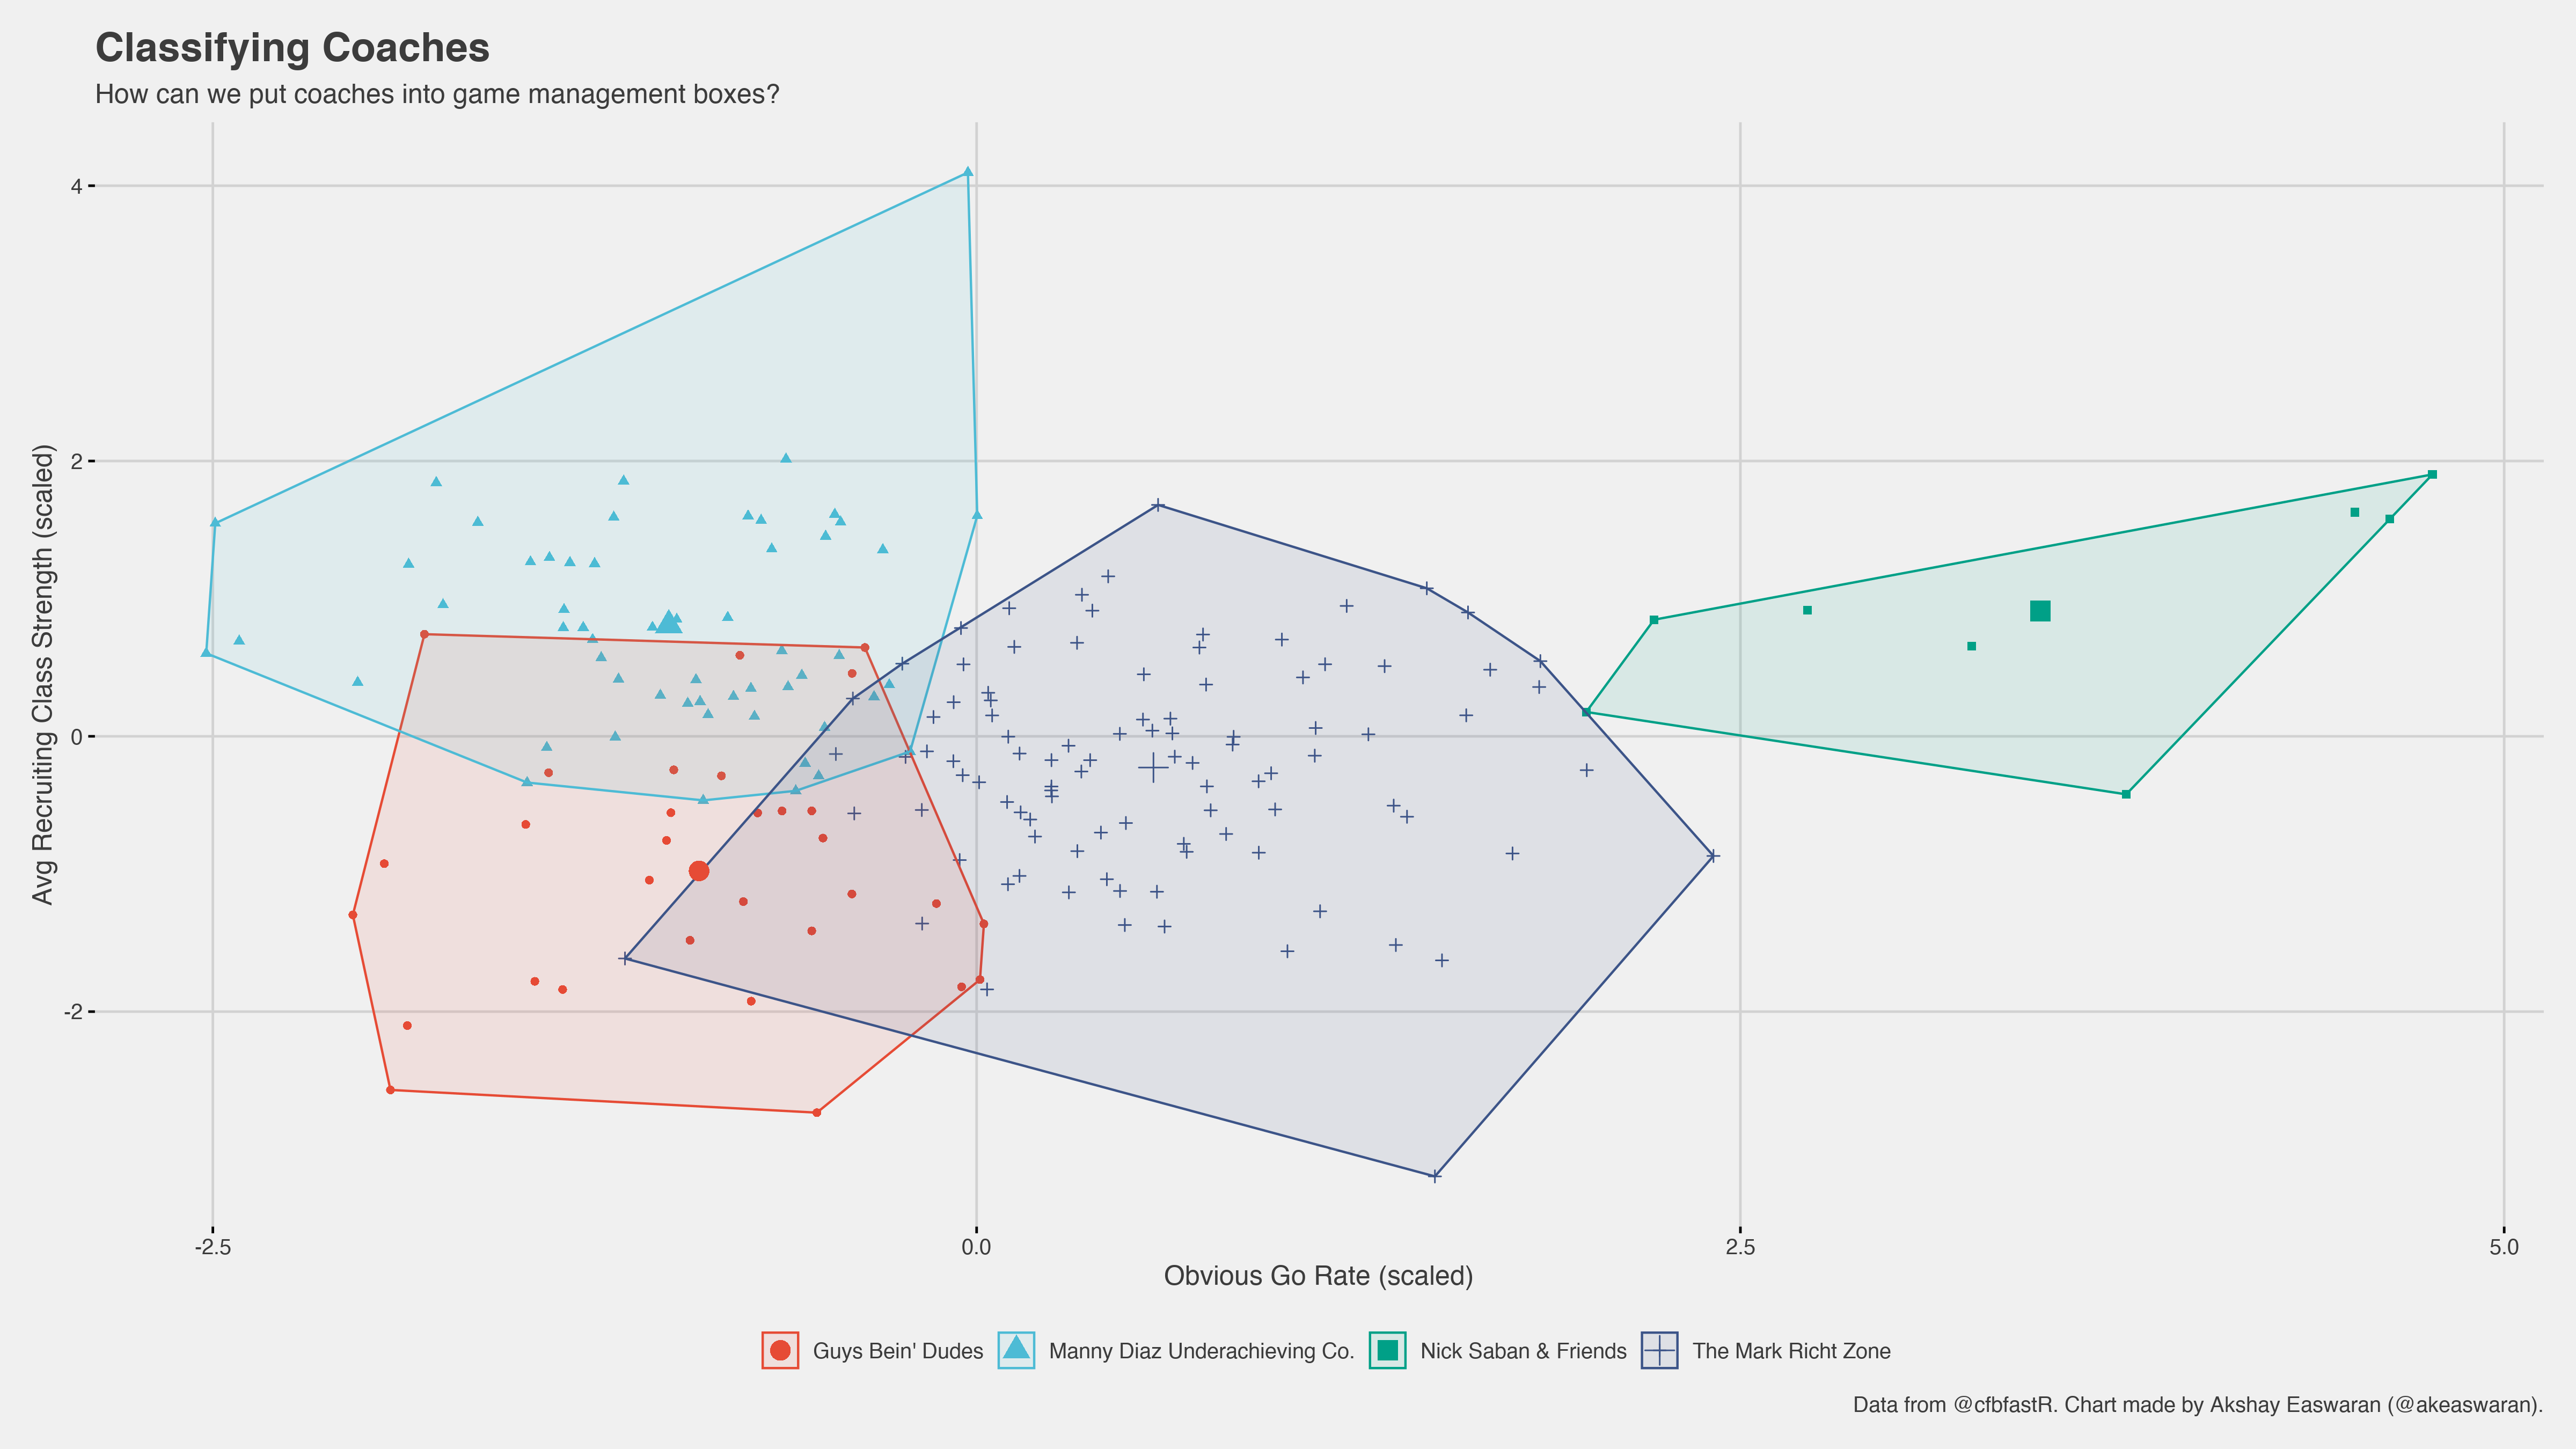 Classifying Coaches
How can we put coaches into game management boxes?
Avg Recruiting Class Strength (scaled)
4
2
0
-2
-2.5
0.0
2.5
5.0
Obvious Go Rate (scaled)
Guys Bein' Dudes
Manny Diaz Underachieving Co.
Nick Saban & Friends
The Mark Richt Zone
Data from @cfbfastR. Chart made by Akshay Easwaran (@akeaswaran).